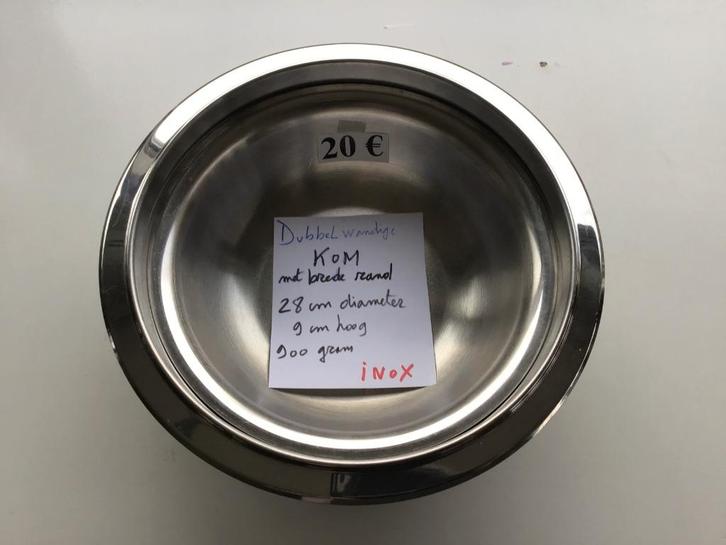 20 €
Dubbelwandige
KOM
met brede rand
28 cm diameter
9 cm hoog
900 gram
iNOX